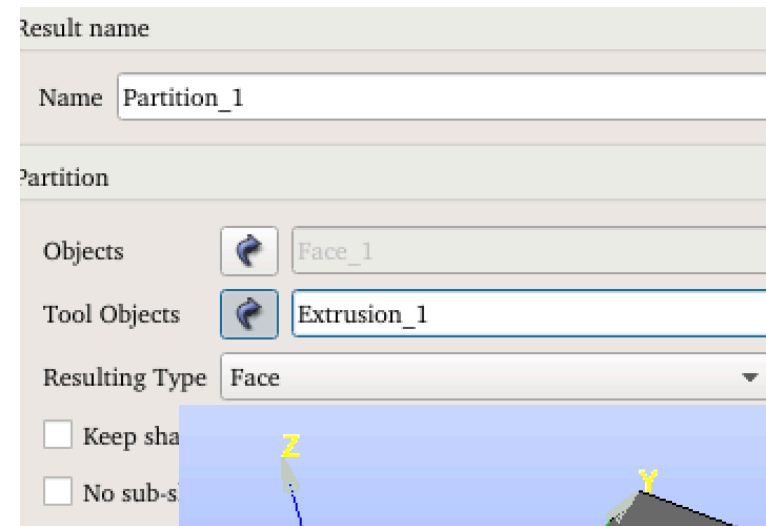 Result name
Name Partition_1
Partition
Objects Face_1
Tool Objects Extrusion_1
Resulting Type Face
Keep sha
No sub-s
Z
Y